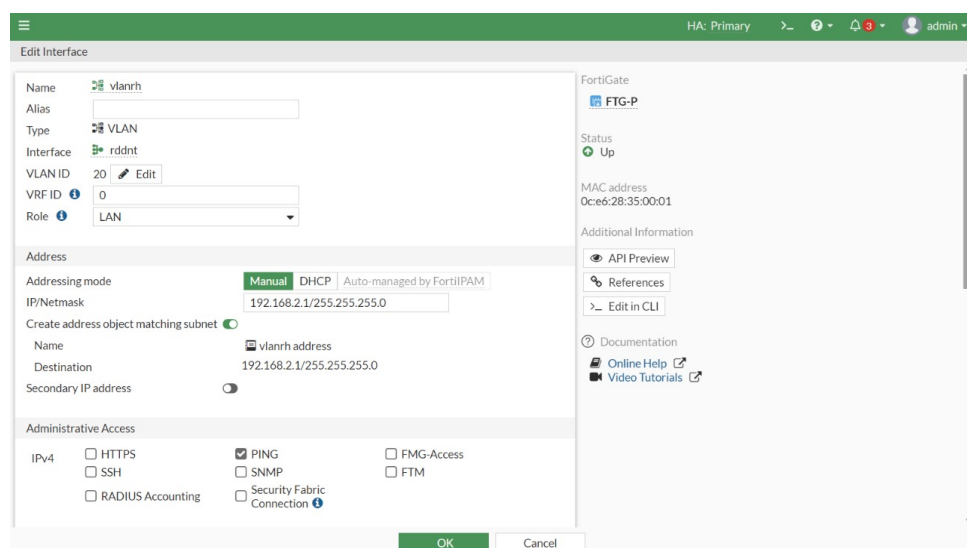 HA: Primary >_ 3 admin
Edit Interface
Name vlanrh
Alias
Type VLAN
Interface rddnt
VLAN ID 20 Edit
VRF ID 0
Role LAN
Address
Addressing mode Manual DHCP Auto-managed by FortiIPAM
IP/Netmask 192.168.2.1/255.255.255.0
Create address object matching subnet
Name vlanrh address
Destination 192.168.2.1/255.255.255.0
Secondary IP address
Administrative Access
IPv4 HTTPS PING FMG-Access
SSH SNMP FTM
RADIUS Accounting Security Fabric
Connection
OK Cancel
FortiGate
FTG-P
Status
Up
MAC address
0c:e6:28:35:00:01
Additional Information
API Preview
References
>_ Edit in CLI
Documentation
Online Help
Video Tutorials